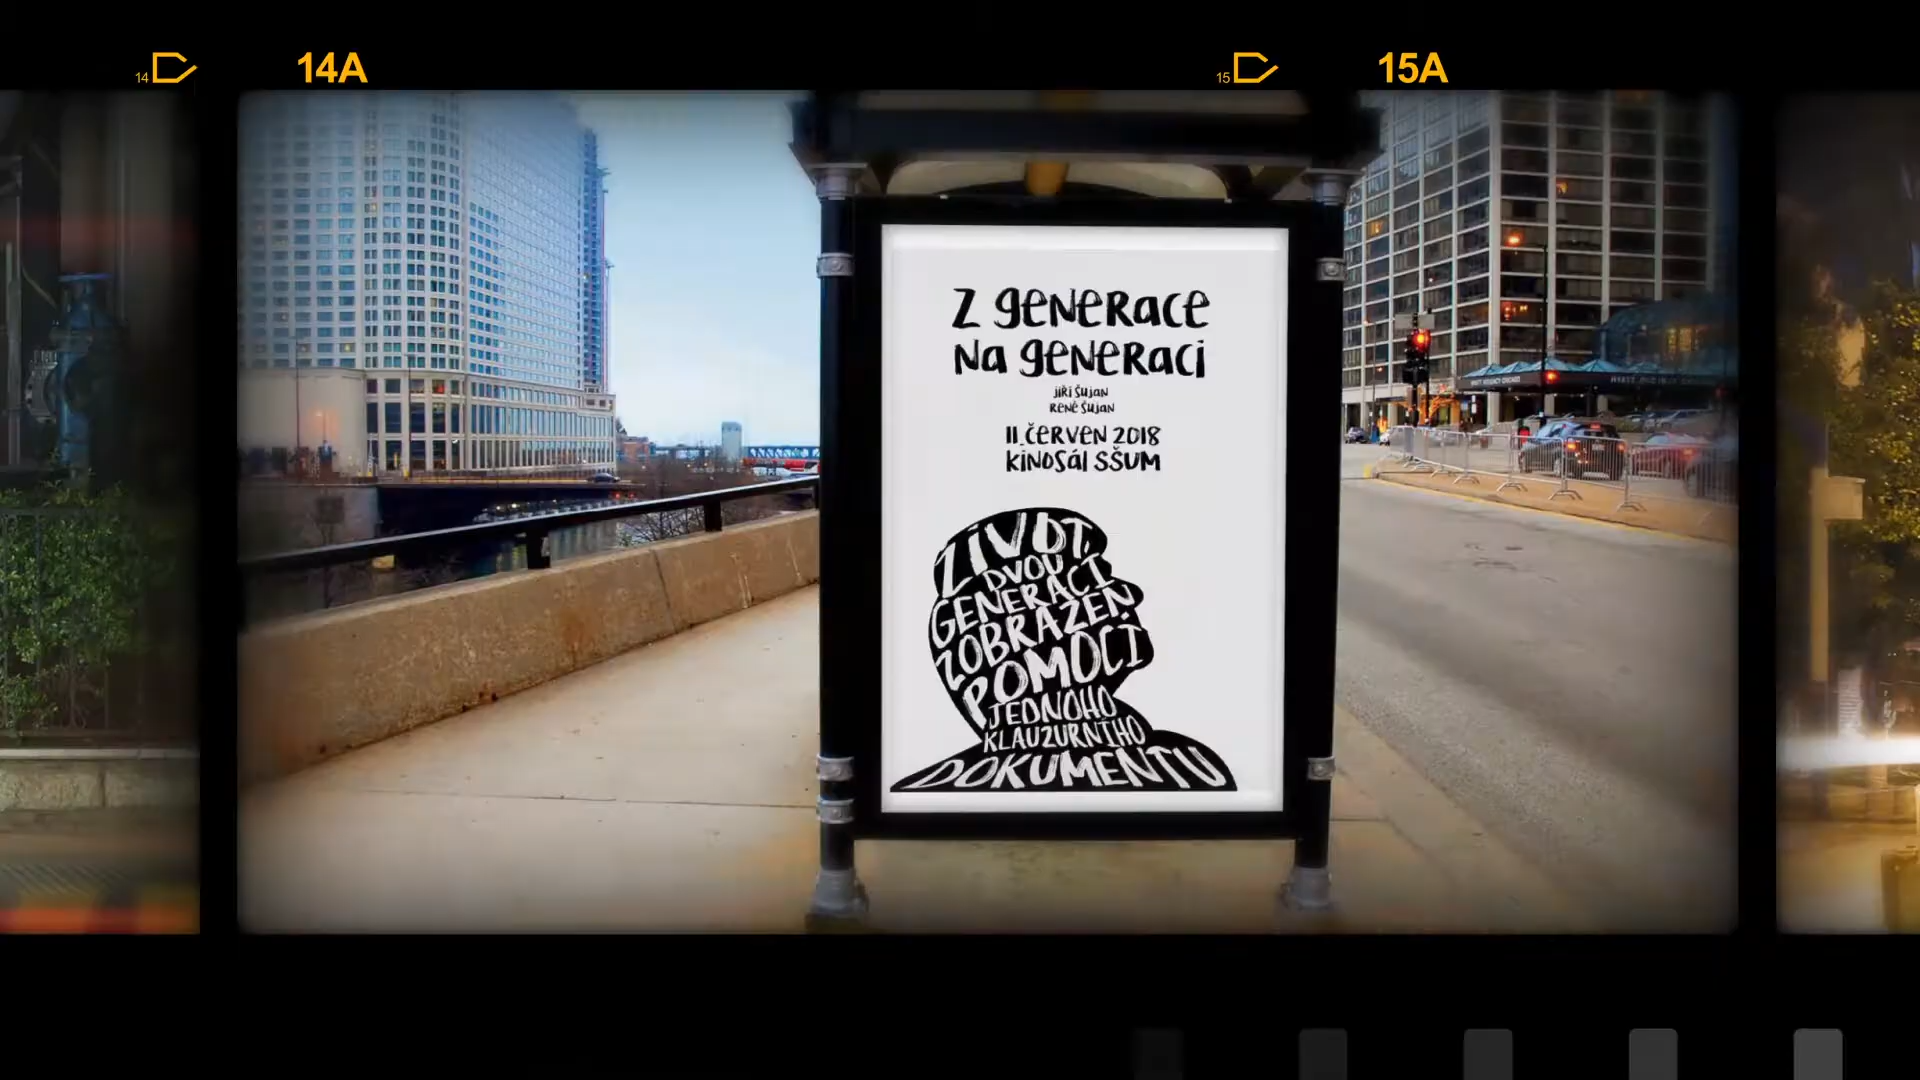 14
14A
15
15A
Z GENERACE
NA GENERACI
JIŘÍ ŠUJAN
RENÉ ŠUJAN
11.ČERVEN 2018
KINOSÁL SŠUM
ŽIVOT
DVOU
GENERACÍ
ZOBRAZEN
POMOCÍ
JEDNOHO
KLAUZURNÍHO
DOKUMENTU